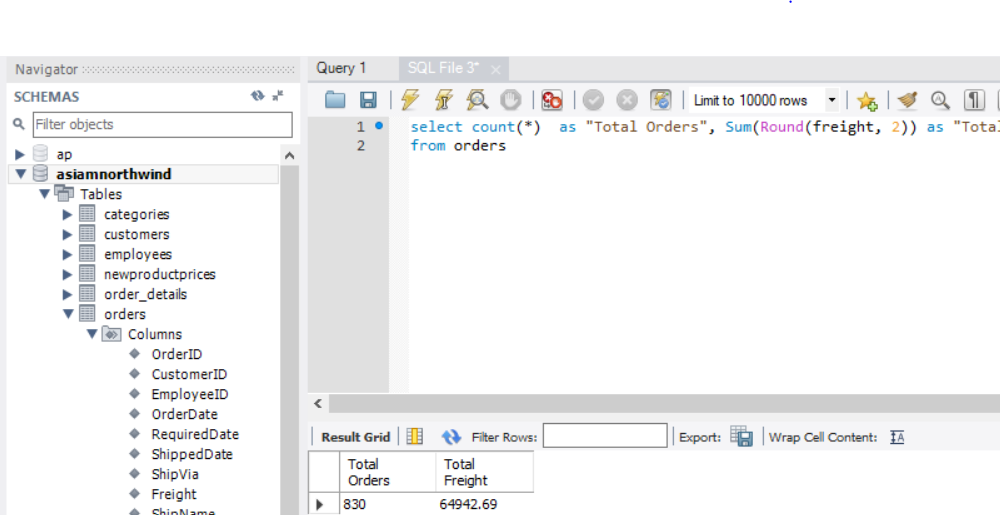 Navigator
SCHEMAS
Filter objects
ap
asiamnorthwind
Tables
categories
customers
employees
newproductprices
order_details
orders
Columns
OrderID
CustomerID
EmployeeID
OrderDate
RequiredDate
ShippedDate
ShipVia
Freight
ShipName
Query 1
SQL File 3*
Limit to 10000 rows
1 select count(*)  as "Total Orders", Sum(Round(freight, 2)) as "Total
2 from orders
Result Grid
Filter Rows:
Export:
Wrap Cell Content:
Total Orders
Total Freight
830
64942.69